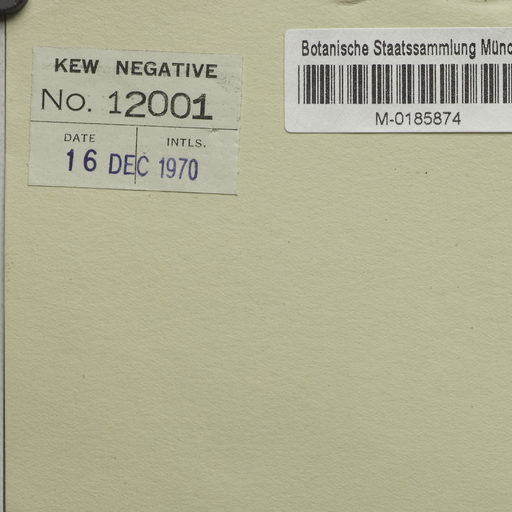 KEW NEGATIVE
No. 12001
DATE INTLS.
16 DEC 1970
Botanische Staatssammlung Münc
M-0185874